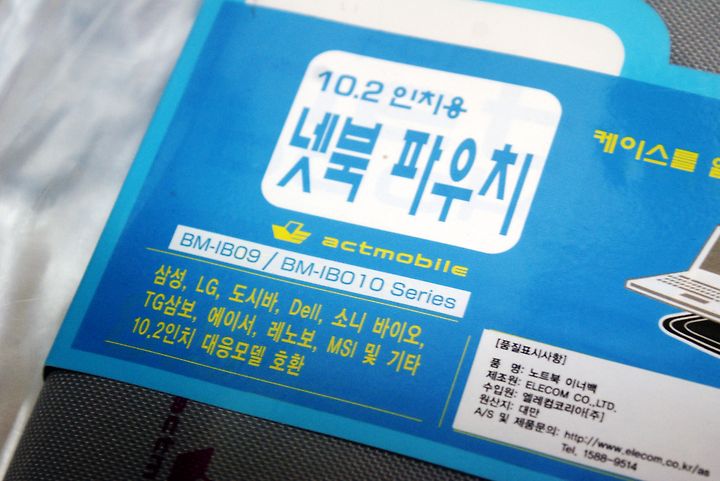 10.2 인치용
넷북 파우치
케이스를
actmobile
BM-IB09 / BM-IB010 Series
삼성, LG, 도시바, Dell, 소니 바이오,
TG삼보, 에이서, 레노보, MSI 및 기타
10.2인치 대응모델 호환
[품질표시사항]
품 명: 노트북 이너백
제조원: ELECOM CO.,LTD.
수입원: 엘레컴코리아(주)
원산지: 대만
A/S 및 제품문의: http://www.elecom.co.kr/as
Tel. 1588-9514